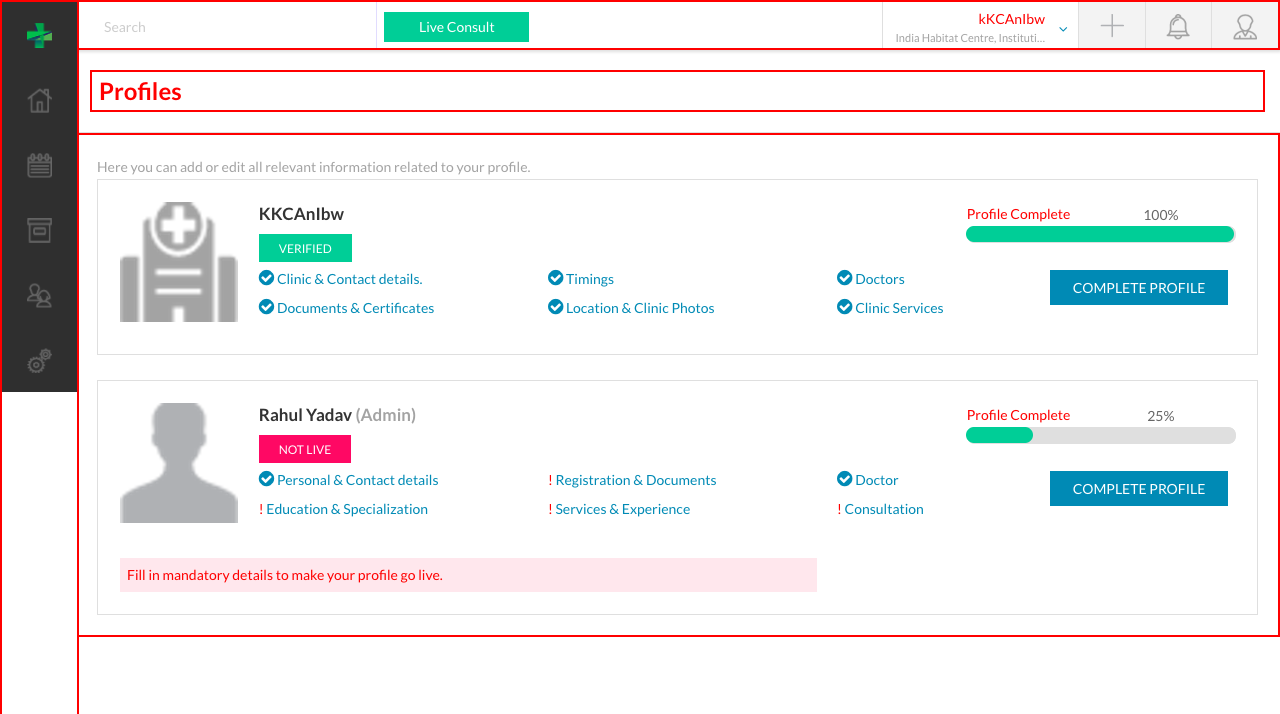 Search
Live Consult
kKCAnIbw
India Habitat Centre, Instituti...
Profiles
Here you can add or edit all relevant information related to your profile.
KKCAnIbw
Profile Complete 100%
VERIFIED
Clinic & Contact details. Timings Doctors
COMPLETE PROFILE
Documents & Certificates Location & Clinic Photos Clinic Services
Rahul Yadav (Admin)
Profile Complete 25%
NOT LIVE
Personal & Contact details ! Registration & Documents Doctor
COMPLETE PROFILE
! Education & Specialization ! Services & Experience ! Consultation
Fill in mandatory details to make your profile go live.